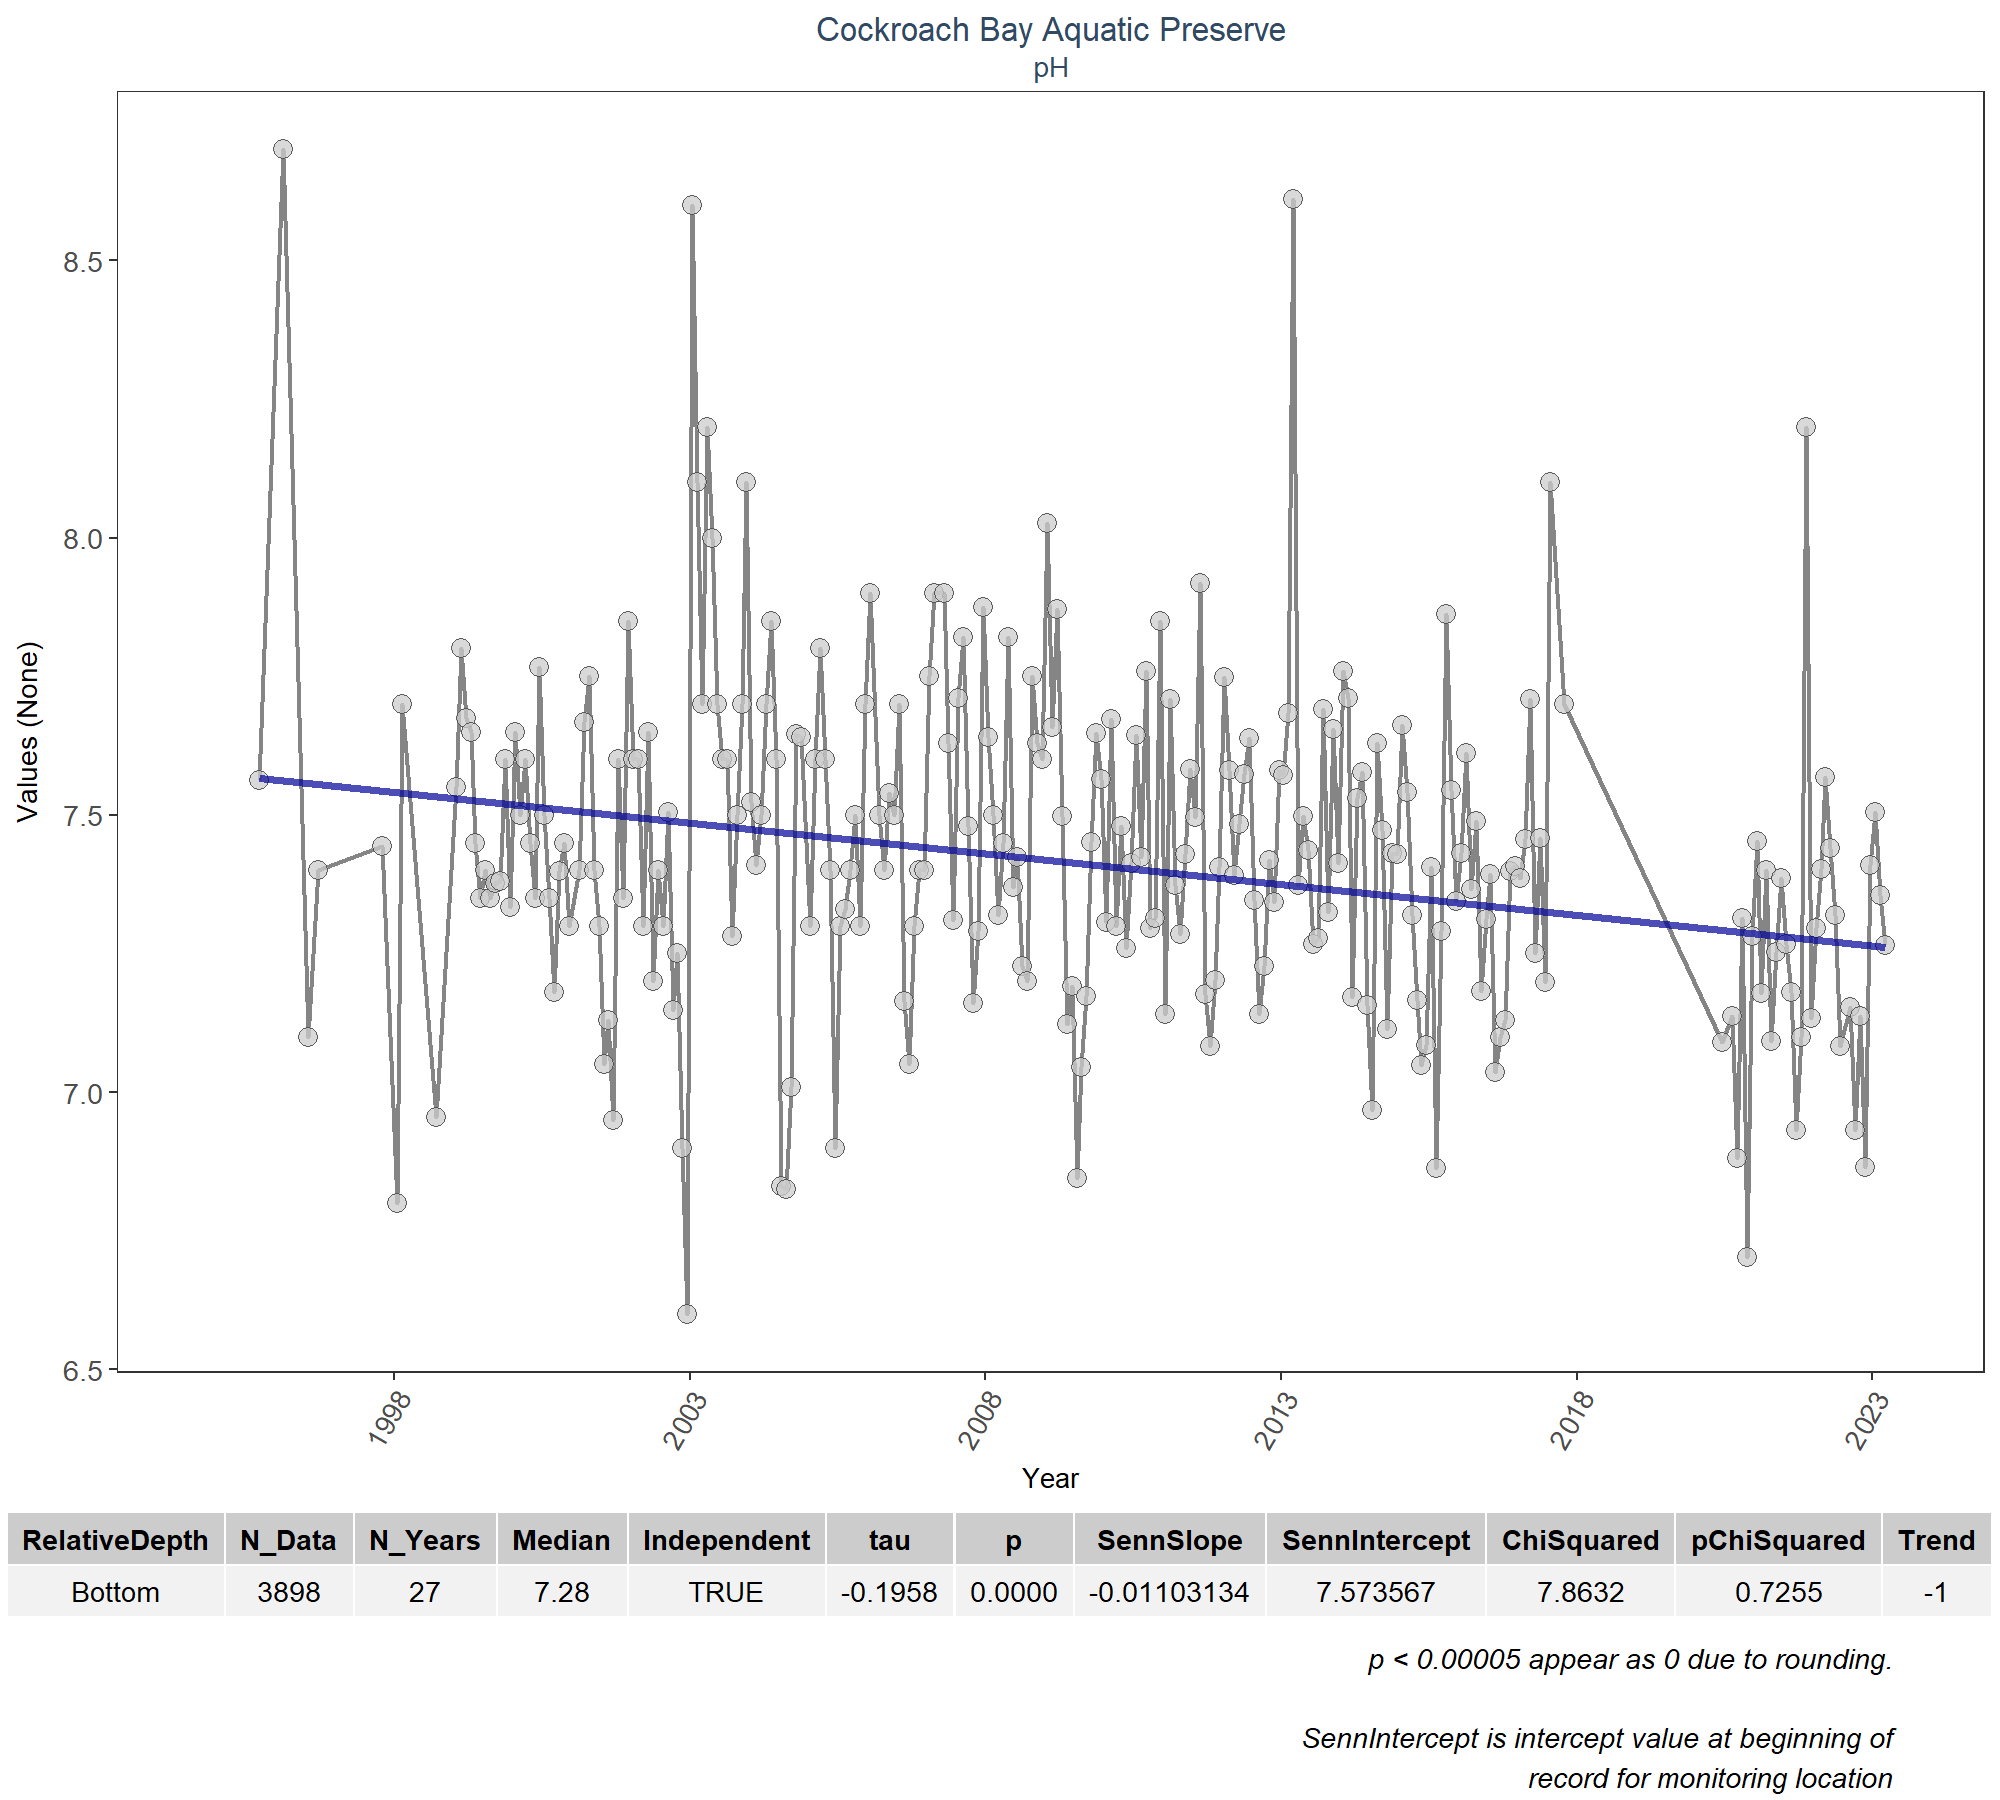 Cockroach Bay Aquatic Preserve
pH
Values (None)
8.5
8.0
7.5
7.0
6.5
1998 2003 2008 2013 2018 2023
Year
RelativeDepth N_Data N_Years Median Independent tau p SennSlope SennIntercept ChiSquared pChiSquared Trend
Bottom 3898 27 7.28 TRUE -0.1958 0.0000 -0.01103134 7.573567 7.8632 0.7255 -1
p < 0.00005 appear as 0 due to rounding.
SennIntercept is intercept value at beginning of
record for monitoring location